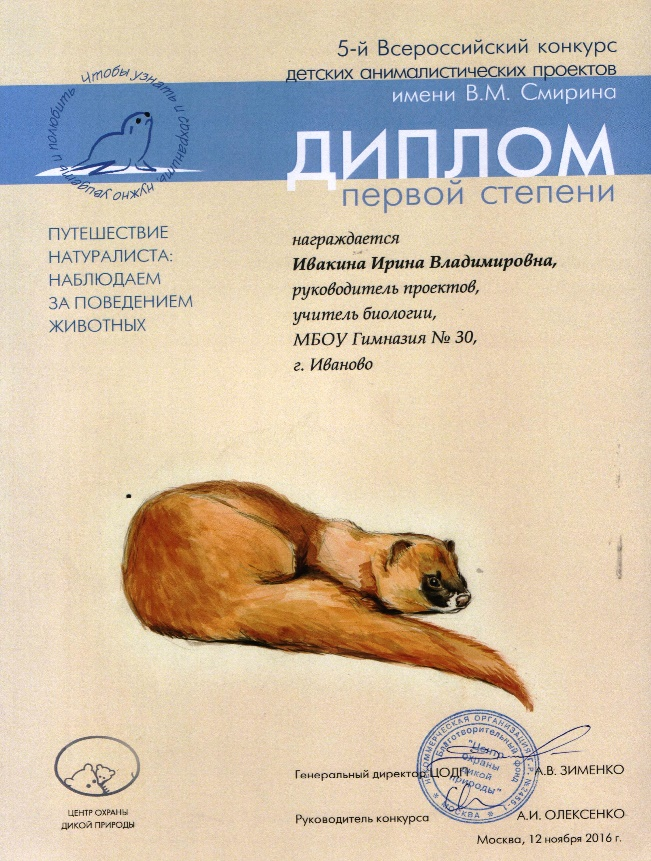 5-й Всероссийский конкурс
детских анималистических проектов
имени В.М. Смирина
Чтобы узнать и сохранить, нужно увидеть и полюбить
ДИПЛОМ
первой степени
ПУТЕШЕСТВИЕ
НАТУРАЛИСТА:
НАБЛЮДАЕМ
ЗА ПОВЕДЕНИЕМ
ЖИВОТНЫХ
награждается
Ивакина Ирина Владимировна,
руководитель проектов,
учитель биологии,
МБОУ Гимназия № 30,
г. Иваново
ЦЕНТР ОХРАНЫ
ДИКОЙ ПРИРОДЫ
НЕКОММЕРЧЕСКАЯ ОРГАНИЗАЦИЯ
МОСКВА
Благотворительный фонд
"Центр
охраны
дикой
природы"
Генеральный директор ЦОДП
А.В. ЗИМЕНКО
Руководитель конкурса
А.И. ОЛЕКСЕНКО
Москва, 12 ноября 2016 г.